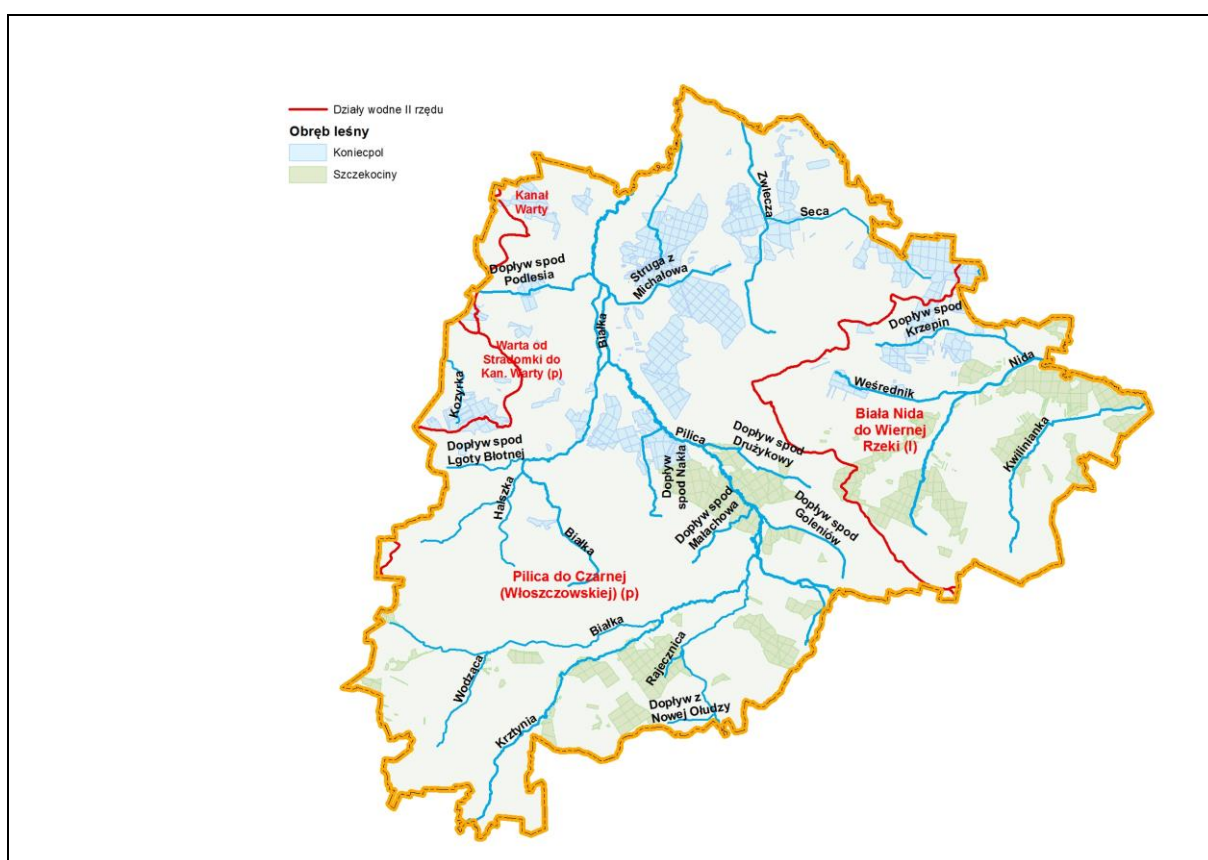 Działy wodne II rzędu
Obręb leśny
Koniecpol
Szczekociny
Kanał
Warty
Dopływ spod
Podlesia
Struga z
Michałowa
Zwlecza
Seca
Białka
Warta od
Stradomki do
Kan. Warty (p)
Kozyrka
Dopływ spod
Krzepin
Nida
Weśrednik
Biała Nida
do Wiernej
Rzeki (l)
Kwilinianka
Dopływ spod
Lgoty Błotnej
Halszka
Białka
Pilica
Dopływ spod
Drużykowy
Dopływ
spod Nakła
Dopływ spod
Małachowa
Dopływ spod
Goleniów
Pilica do Czarnej
(Włoszczowskiej) (p)
Białka
Wodząca
Krztynia
Rajecznica
Dopływ z
Nowej Ołudzy